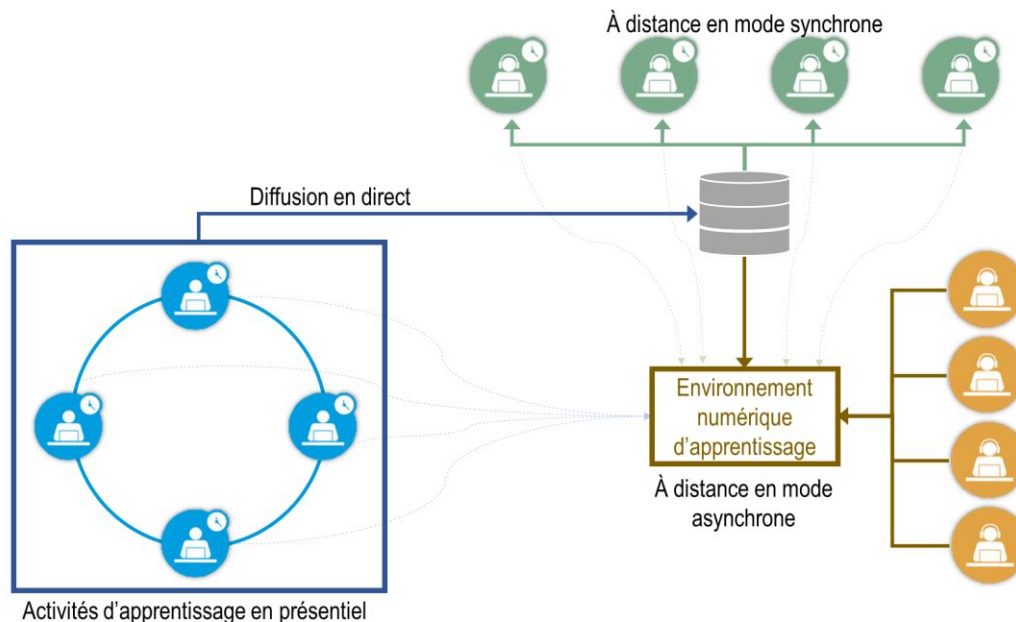 À distance en mode synchrone
Diffusion en direct
Environnement
numérique
d’apprentissage
À distance en mode
asynchrone
Activités d’apprentissage en présentiel